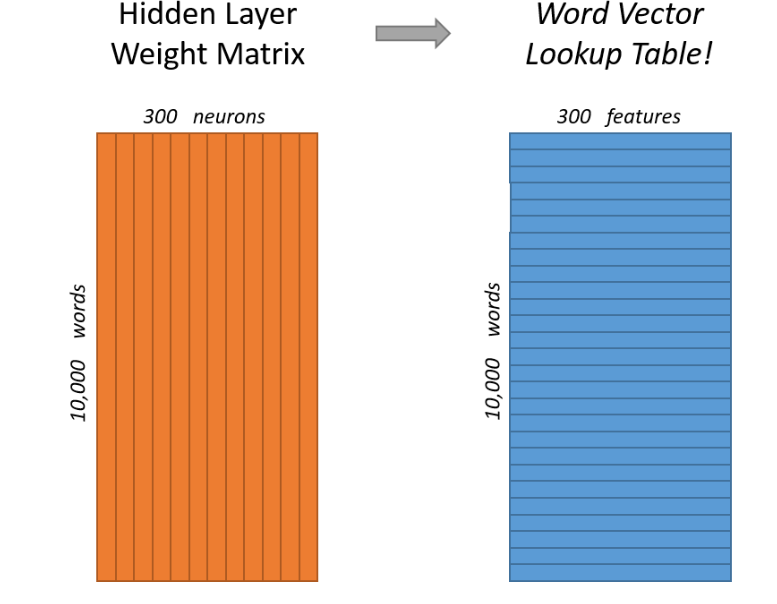 Hidden Layer
Weight Matrix
Word Vector
Lookup Table!
300 neurons
300 features
10,000 words
10,000 words